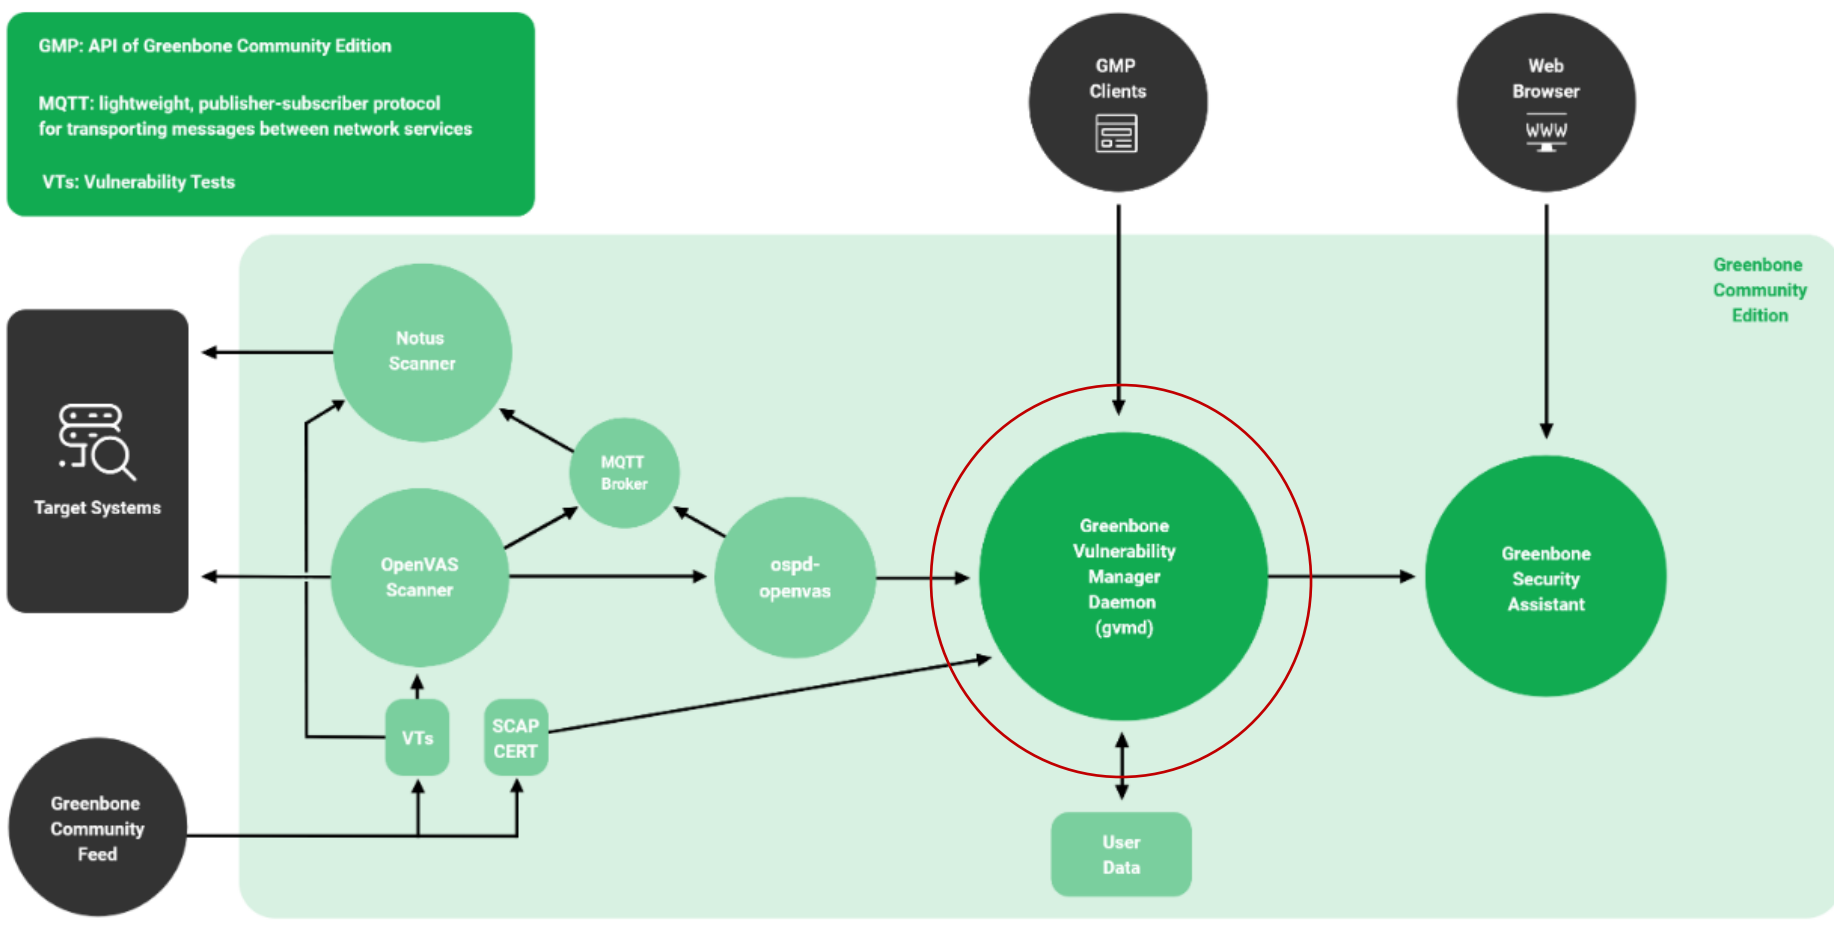 GMP: API of Greenbone Community Edition
MQTT: lightweight, publisher-subscriber protocol
for transporting messages between network services
VTs: Vulnerability Tests
GMP
Clients
Web
Browser
WWW
Greenbone
Community
Edition
Notus
Scanner
Target Systems
MQTT
Broker
OpenVAS
Scanner
ospd-
openvas
Greenbone
Vulnerability
Manager
Daemon
(gvmd)
Greenbone
Security
Assistant
VTs
SCAP
CERT
Greenbone
Community
Feed
User
Data